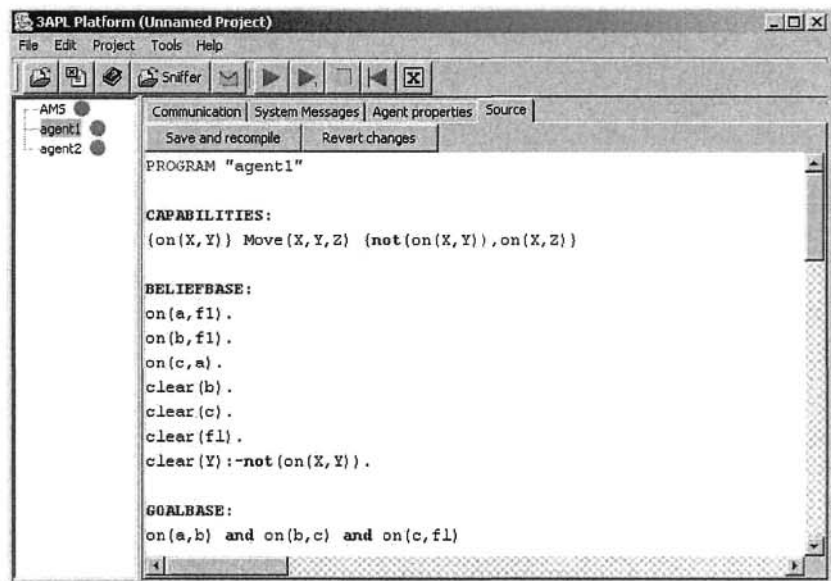 3APL Platform (Unnamed Project)
File Edit Project Tools Help
Sniffer
AMS
agent1
agent2
Communication System Messages Agent properties Source
Save and recompile Revert changes
PROGRAM "agent1"
CAPABILITIES:
{on(X,Y)} Move(X,Y,Z) {not(on(X,Y)),on(X,Z)}
BELIEFBASE:
on(a,fl).
on(b,fl).
on(c,a).
clear(b).
clear(c).
clear(fl).
clear(Y):-not(on(X,Y)).
GOALBASE:
on(a,b) and on(b,c) and on(c,fl)